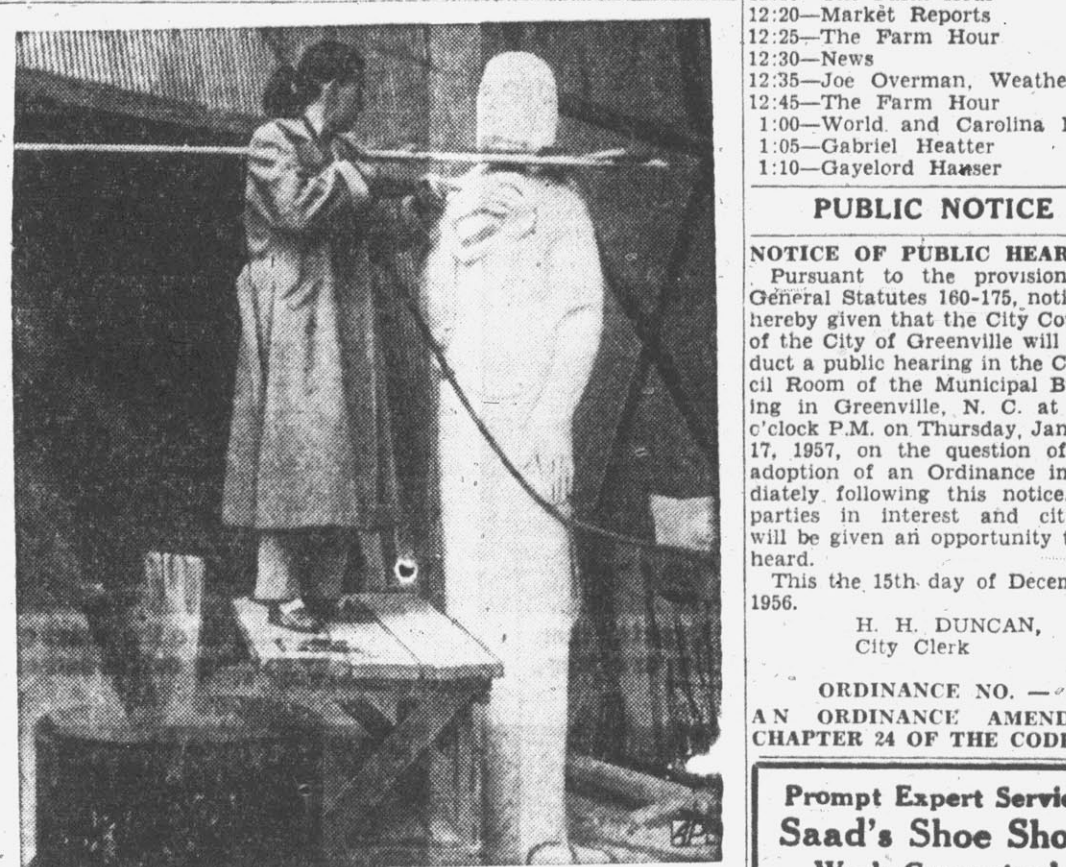 12:20—Market Reports
12:25—The Farm Hour
12:30—News
12:35—Joe Overman, Weathe
12:45—The Farm Hour
1:00—World and Carolina
1:05—Gabriel Heatter
1:10—Gayelord Hauser
PUBLIC NOTICE
NOTICE OF PUBLIC HEAR
Pursuant to the provision
General Statutes 160-175, noti
hereby given that the City Co
of the City of Greenville will
duct a public hearing in the C
cil Room of the Municipal B
ing in Greenville, N. C. at
o'clock P.M. on Thursday, Jan
17, 1957, on the question of
adoption of an Ordinance im
diately following this notice.
parties in interest and cit
will be given an opportunity t
heard.
This the 15th day of Decem
1956.
H. H. DUNCAN,
City Clerk
ORDINANCE NO. —
AN ORDINANCE AMEND
CHAPTER 24 OF THE CODE
Prompt Expert Servic
Saad's Shoe Sho
AP